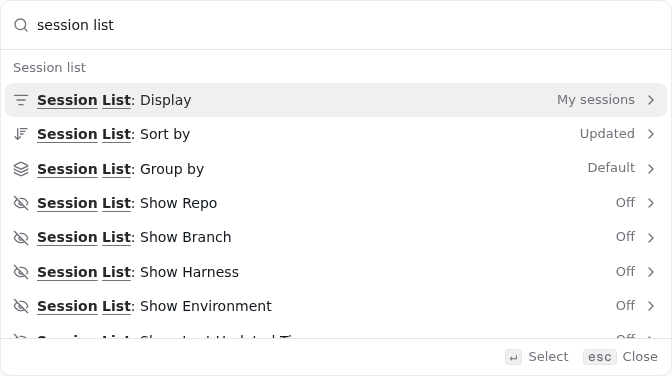 session list
Session list
Session List: Display My sessions
Session List: Sort by Updated
Session List: Group by Default
Session List: Show Repo Off
Session List: Show Branch Off
Session List: Show Harness Off
Session List: Show Environment Off
↵ Select esc Close